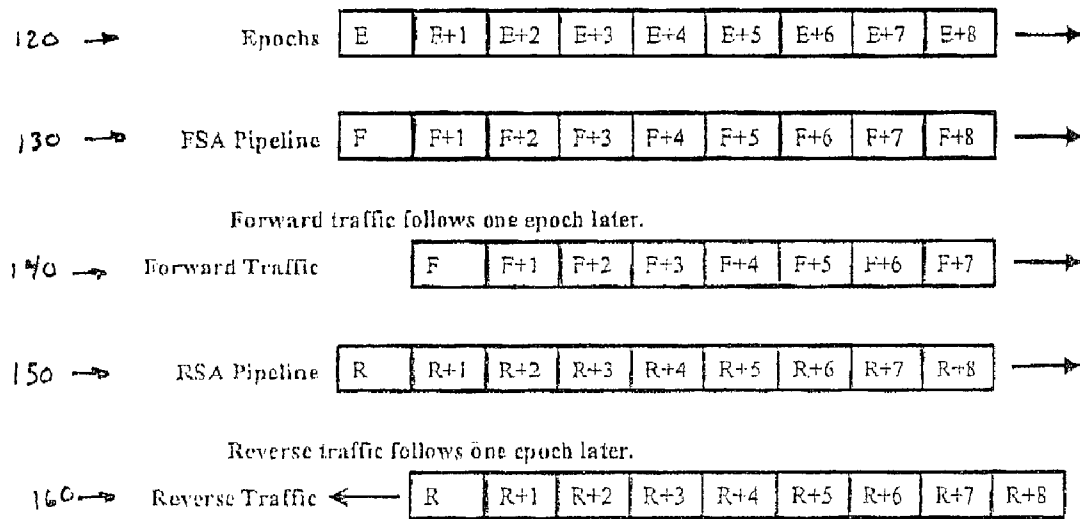 120 → Epochs E E+1 E+2 E+3 E+4 E+5 E+6 E+7 E+8 →
130 → FSA Pipeline F F+1 F+2 F+3 F+4 F+5 F+6 F+7 F+8 →
Forward traffic follows one epoch later.
140 → Forward Traffic F F+1 F+2 F+3 F+4 F+5 F+6 F+7 →
150 → RSA Pipeline R R+1 R+2 R+3 R+4 R+5 R+6 R+7 R+8 →
Reverse traffic follows one epoch later.
160 → Reverse Traffic ← R R+1 R+2 R+3 R+4 R+5 R+6 R+7 R+8